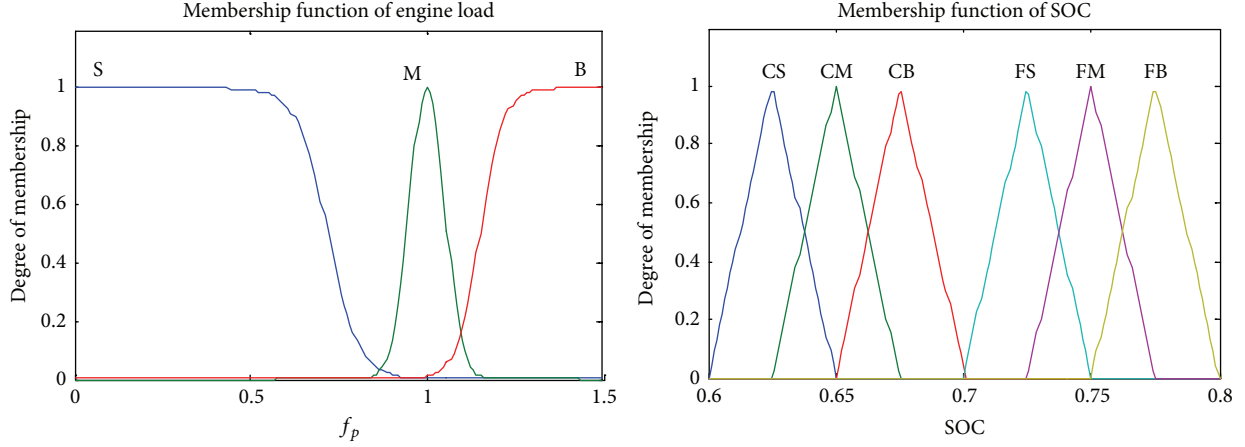 Membership function of engine load
S
M
B
1
0.8
0.6
0.4
0.2
0
Degree of membership
0
0.5
1
1.5
f_p
Membership function of SOC
CS CM CB FS FM FB
1
0.8
0.6
0.4
0.2
0
Degree of membership
0.6
0.65
0.7
0.75
0.8
SOC